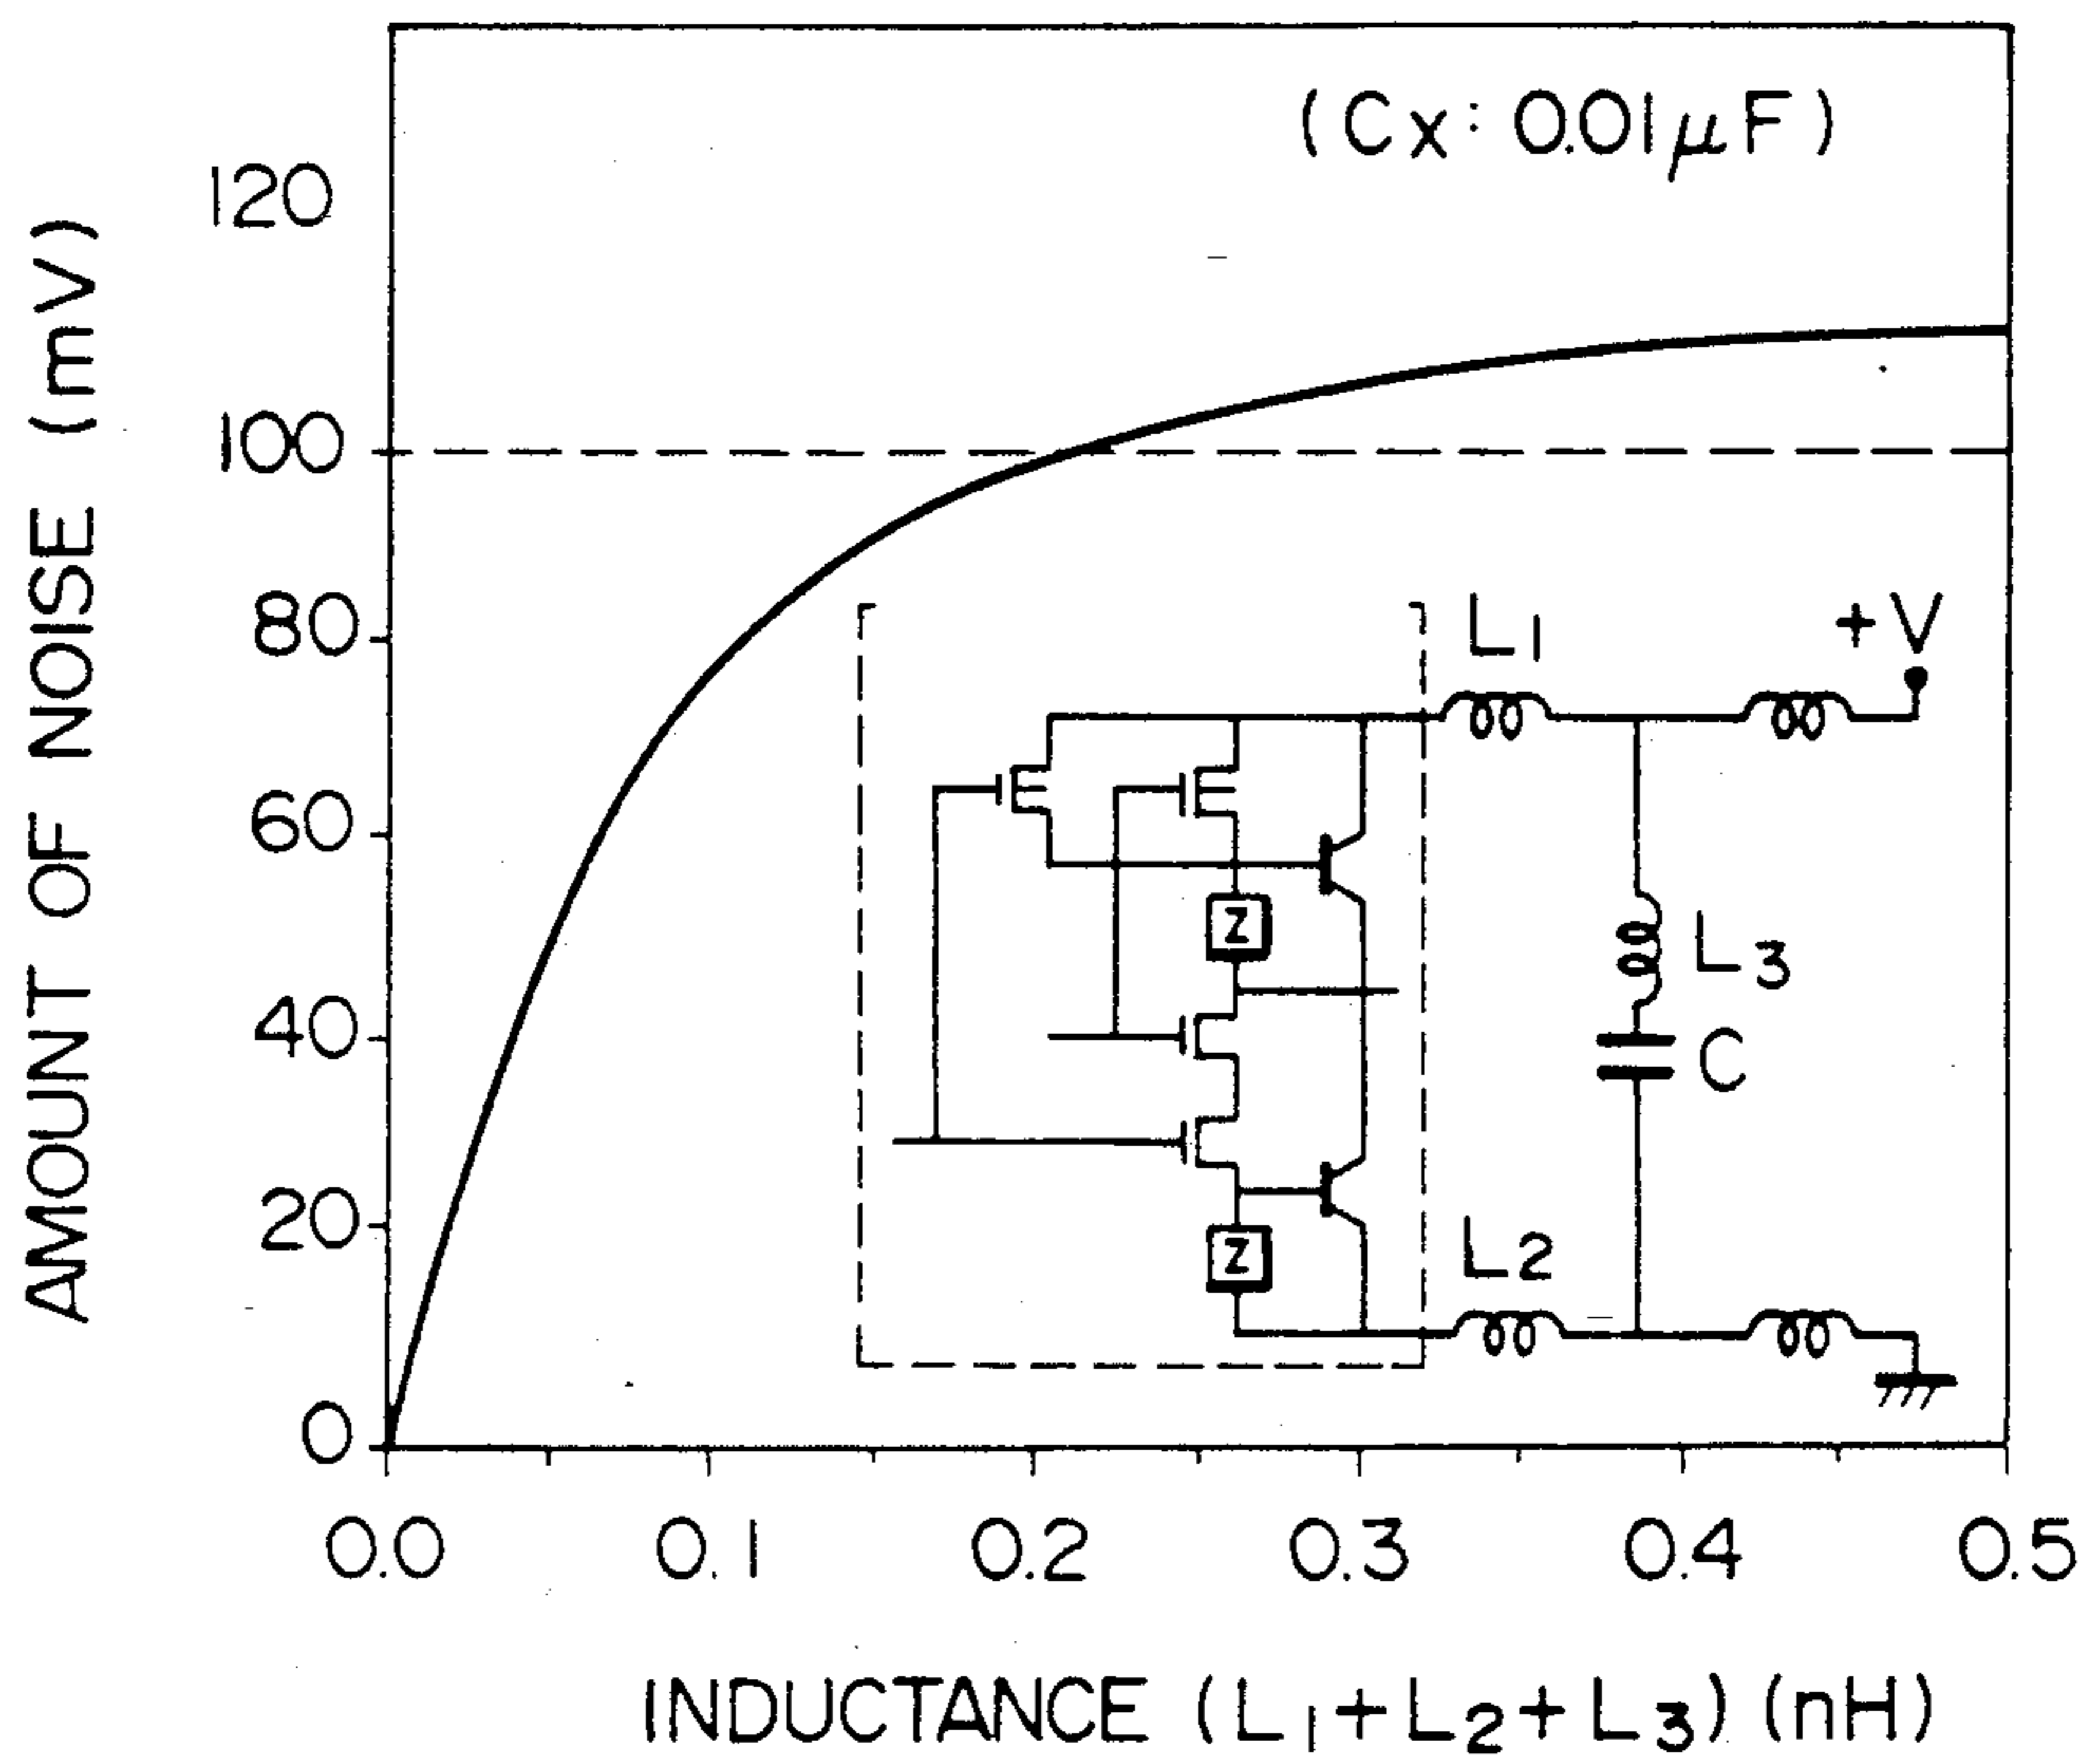 (Cx: 0.01μF)
AMOUNT OF NOISE (mV)
120
100
80
60
40
20
0
L1
+V
Z
L3
C
Z
L2
0.0 0.1 0.2 0.3 0.4 0.5
INDUCTANCE (L1+L2+L3)(nH)